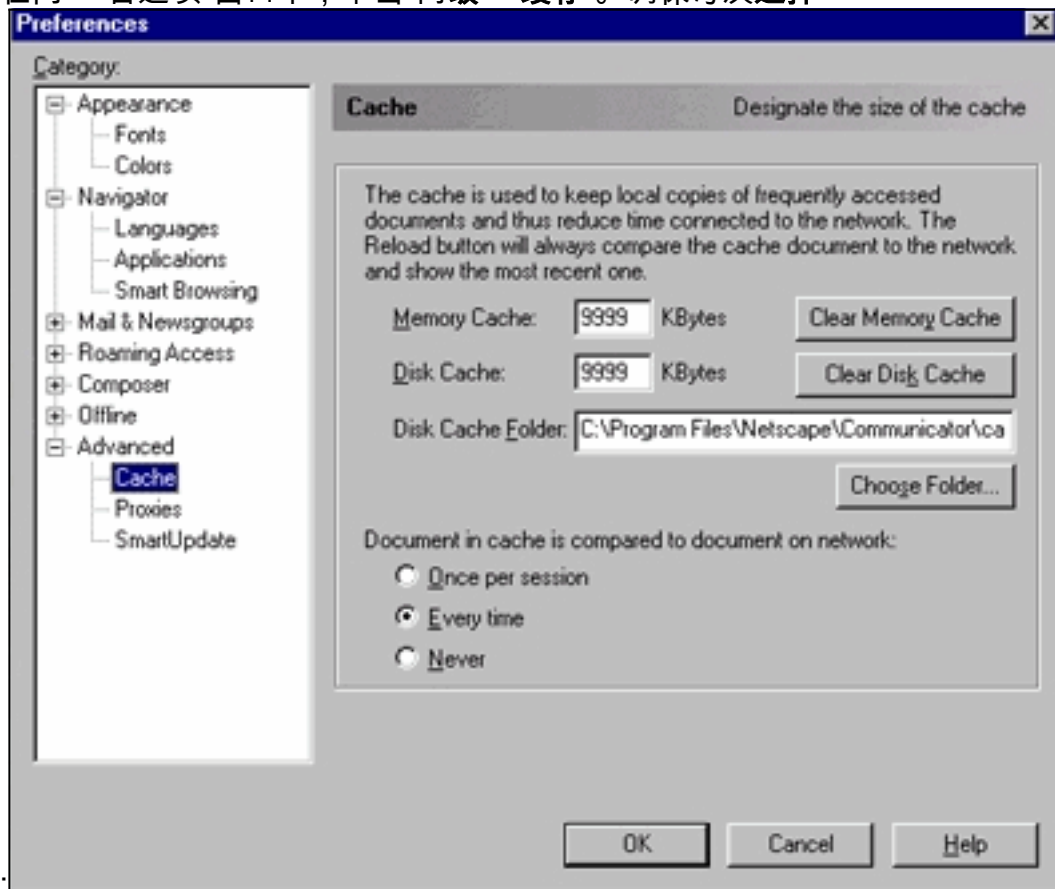 Preferences
Category:
Appearance
Fonts
Colors
Navigator
Languages
Applications
Smart Browsing
Mail & Newsgroups
Roaming Access
Composer
Offline
Advanced
Cache
Proxies
SmartUpdate
Cache Designate the size of the cache
The cache is used to keep local copies of frequently accessed
documents and thus reduce time connected to the network. The
Reload button will always compare the cache document to the network
and show the most recent one.
Memory Cache: 9999 KBytes Clear Memory Cache
Disk Cache: 9999 KBytes Clear Disk Cache
Disk Cache Folder: C:\Program Files\Netscape\Communicator\ca
Choose Folder...
Document in cache is compared to document on network:
Once per session
Every time
Never
OK Cancel Help
.